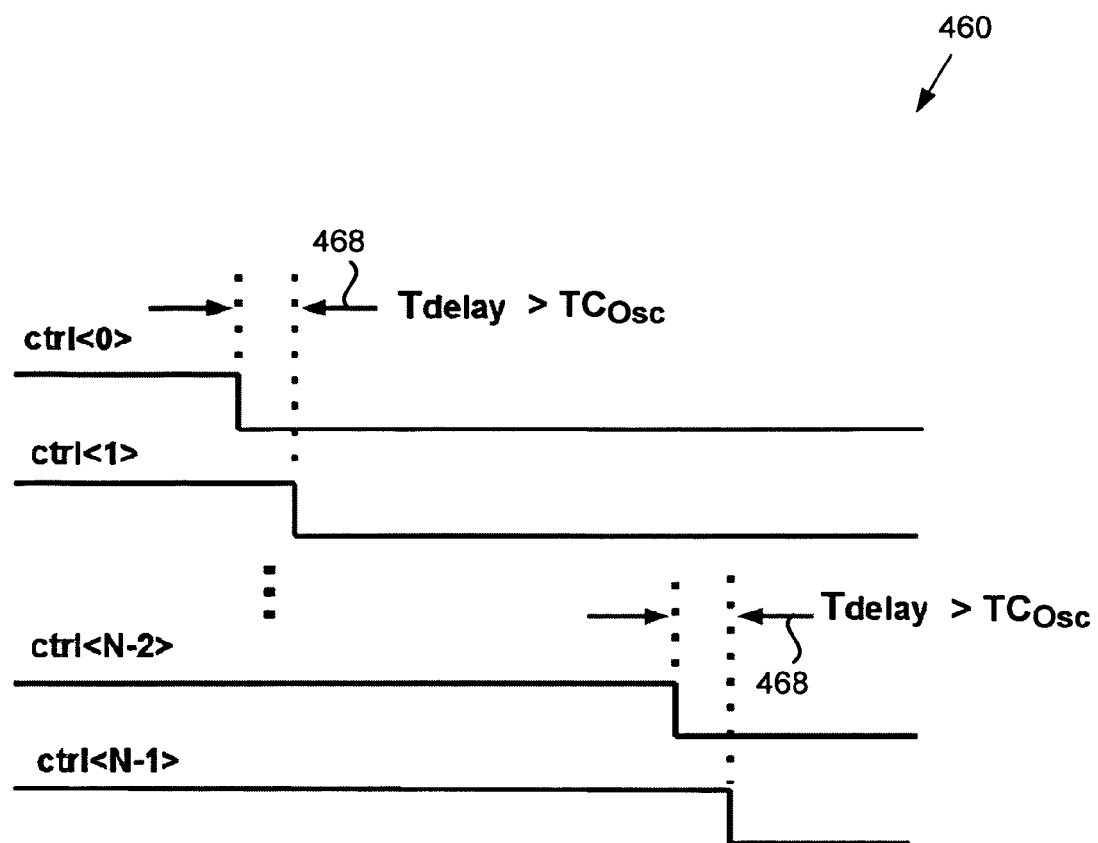 460
468
Tdelay > TCOsc
ctrl<0>
ctrl<1>
Tdelay > TCOsc
ctrl<N-2>
468
ctrl<N-1>